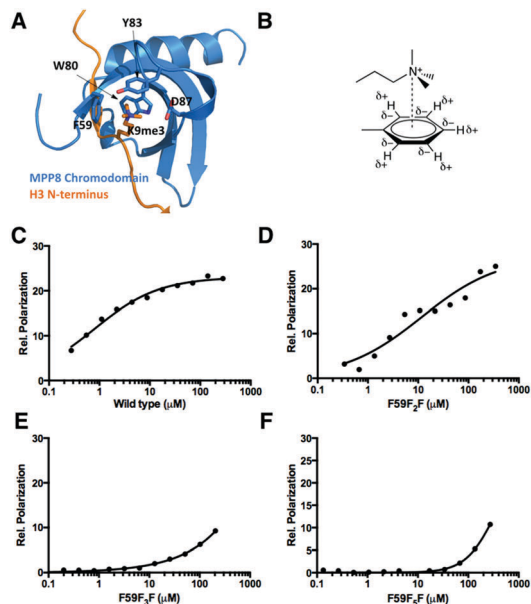 A
Y83
W80
D87
F59
K9me3
MPP8 Chromodomain
H3 N-terminus
B
N+
δ+ δ+
H H
δ− δ−
δ− H δ+
δ− δ−
H H
δ+ δ+
C
Rel. Polarization
30
20
10
0
0.1 1 10 100 1000
Wild type (μM)
D
Rel. Polarization
30
20
10
0
0.1 1 10 100 1000
F59F2F (μM)
E
Rel. Polarization
30
20
10
0
0.1 1 10 100 1000
F59F3F (μM)
F
Rel. Polarization
30
20
10
0
0.1 1 10 100 1000
F59F5F (μM)